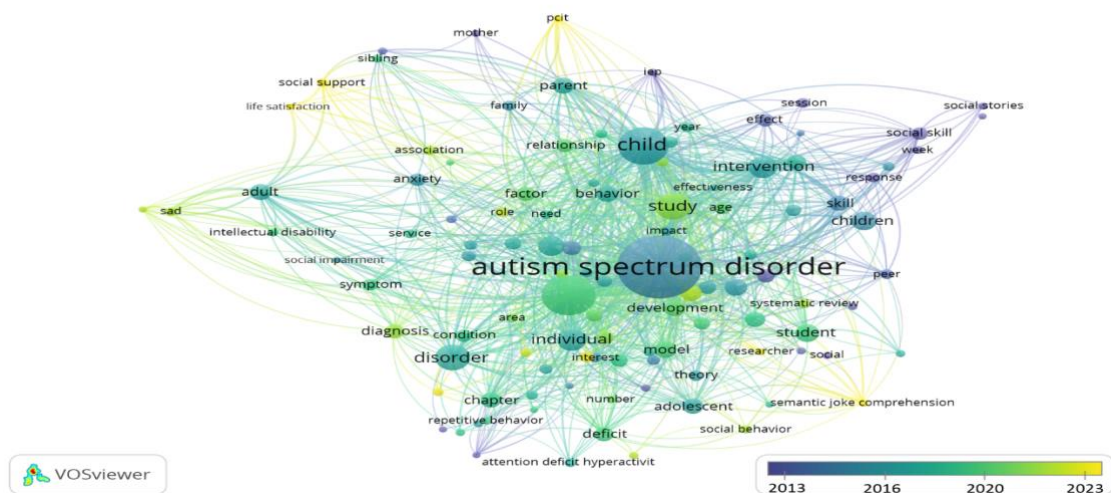 pcit
mother
sibling
iep
social support
parent
life satisfaction
family
session
social stories
effect
year
social skill
child
association
relationship
week
intervention
anxiety
response
adult
factor
behavior
effectiveness
sad
role
need
study
age
skill
children
intellectual disability
service
impact
social impairment
autism spectrum disorder
peer
symptom
development
systematic review
area
diagnosis
condition
individual
student
disorder
interest
model
researcher
social
theory
chapter
number
adolescent
semantic joke comprehension
repetitive behavior
deficit
social behavior
attention deficit hyperactivit
VOSviewer
2013 2016 2020 2023